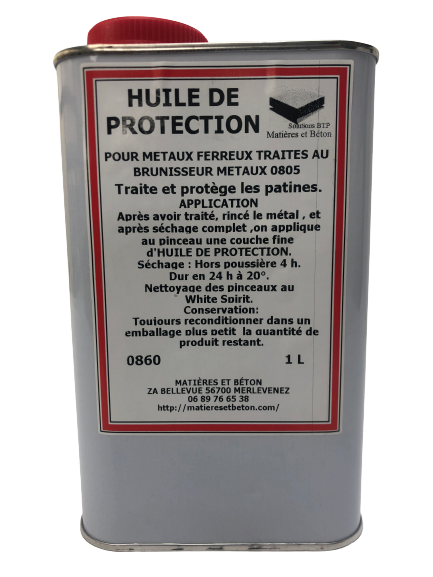 HUILE DE
PROTECTION
Solutions BTP
Matières et Béton
POUR METAUX FERREUX TRAITES AU
BRUNISSEUR METAUX 0805
Traite et protège les patines.
APPLICATION
Après avoir traité, rincé le métal , et
après séchage complet ,on applique
au pinceau une couche fine
d'HUILE DE PROTECTION.
Séchage : Hors poussière 4 h.
Dur en 24 h à 20°.
Nettoyage des pinceaux au
White Spirit.
Conservation:
Toujours reconditionner dans un
emballage plus petit la quantité de
produit restant.
0860 1 L
MATIÈRES ET BÉTON
ZA BELLEVUE 56700 MERLEVENEZ
06 89 76 65 38
http://matieresetbeton.com/